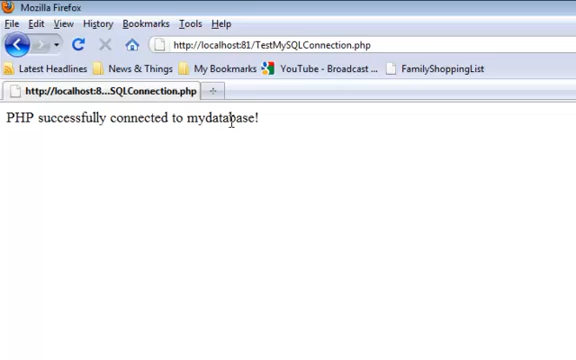 Mozilla Firefox
File Edit View History Bookmarks Tools Help
http://localhost:81/TestMySQLConnection.php
Latest Headlines News & Things My Bookmarks YouTube - Broadcast ... FamilyShoppingList
http://localhost:8...SQLConnection.php
PHP successfully connected to mydatabase!